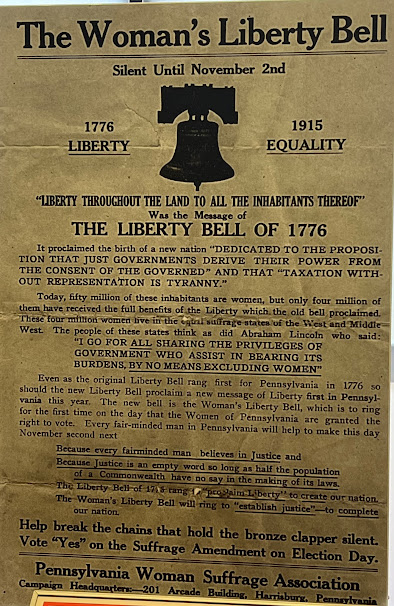 The Woman's Liberty Bell
Silent Until November 2nd
1776
LIBERTY
1915
EQUALITY
"LIBERTY THROUGHOUT THE LAND TO ALL THE INHABITANTS THEREOF"
Was the Message of
THE LIBERTY BELL OF 1776
It proclaimed the birth of a new nation "DEDICATED TO THE PROPOSI-
TION THAT JUST GOVERNMENTS DERIVE THEIR POWER FROM
THE CONSENT OF THE GOVERNED" AND THAT "TAXATION WITH-
OUT REPRESENTATION IS TYRANNY."
Today, fifty million of these inhabitants are women, but only four million of
them have received the full benefits of the Liberty which the old bell proclaimed.
These four million women live in the equal suffrage states of the West and Middle
West. The people of these states think as did Abraham Lincoln who said:
"I GO FOR ALL SHARING THE PRIVILEGES OF
GOVERNMENT WHO ASSIST IN BEARING ITS
BURDENS, BY NO MEANS EXCLUDING WOMEN"
Even as the original Liberty Bell rang first for Pennsylvania in 1776 so
should the new Liberty Bell proclaim a new message of Liberty first in Pennsyl-
vania this year. The new bell is the Woman's Liberty Bell, which is to ring
for the first time on the day that the Women of Pennsylvania are granted the
right to vote. Every fair-minded man in Pennsylvania will help to make this day
November second next
Because every fairminded man believes in Justice and
Because Justice is an empty word so long as half the population
of a Commonwealth have no say in the making of its laws.
The Liberty Bell of rang to "proclaim Liberty" to create our nation.
The Woman's Liberty Bell will ring to "establish justice"—to complete
our nation.
Help break the chains that hold the bronze clapper silent.
Vote "Yes" on the Suffrage Amendment on Election Day.
Pennsylvania Woman Suffrage Association
Campaign Headquarters:—201 Arcade Building, Harrisburg, Pennsylvania